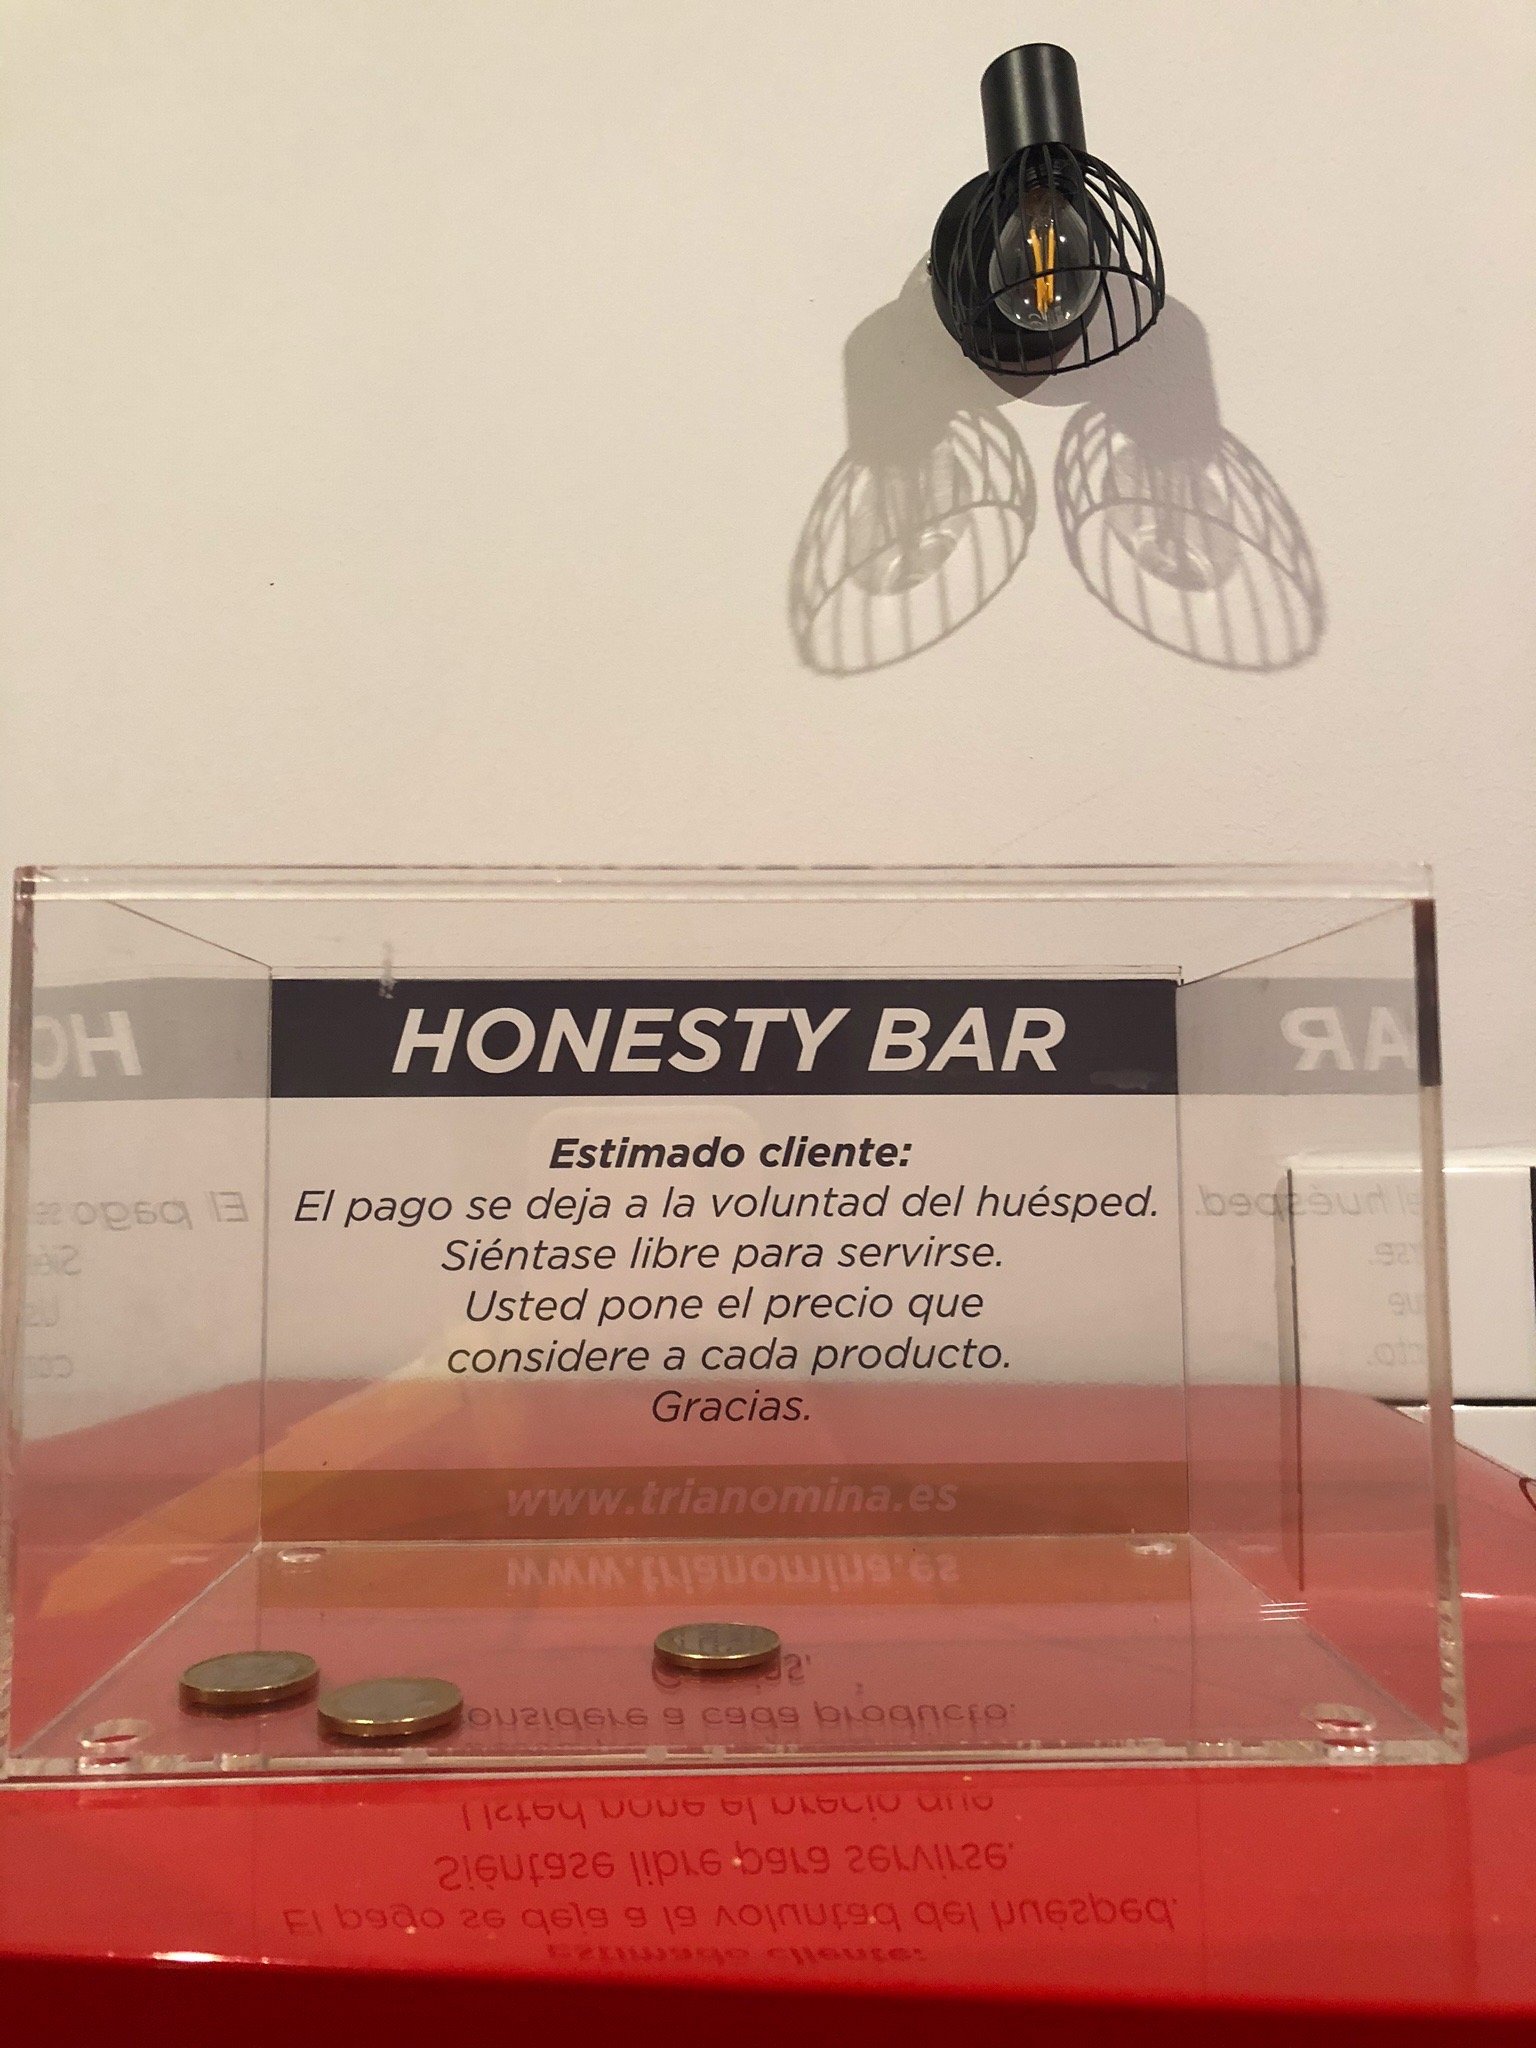 HONESTY BAR
Estimado cliente:
El pago se deja a la voluntad del huésped.
Siéntase libre para servirse.
Usted pone el precio que
considere a cada producto.
Gracias.
www.trianomina.es